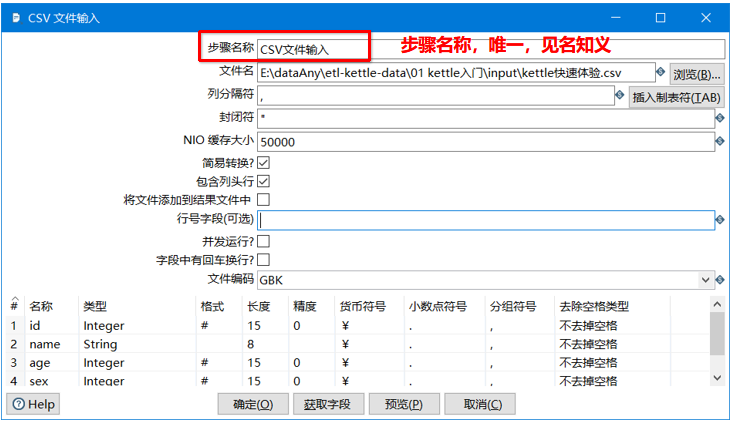 CSV 文件输入
步骤名称 CSV文件输入 步骤名称，唯一，见名知义
文件名 E:\dataAny\etl-kettle-data\01 kettle入门\input\kettle快速体验.csv 浏览(B)...
列分隔符 , 插入制表符(TAB)
封闭符 "
NIO 缓存大小 50000
简易转换?
包含列头行
将文件添加到结果文件中
行号字段(可选)
并发运行?
字段中有回车换行?
文件编码 GBK
# 名称 类型 格式 长度 精度 货币符号 小数点符号 分组符号 去除空格类型
1 id Integer # 15 0 ¥ . , 不去掉空格
2 name String 8 ¥ . , 不去掉空格
3 age Integer # 15 0 ¥ . , 不去掉空格
4 sex Integer # 15 0 ¥ . , 不去掉空格
Help 确定(O) 获取字段 预览(P) 取消(C)